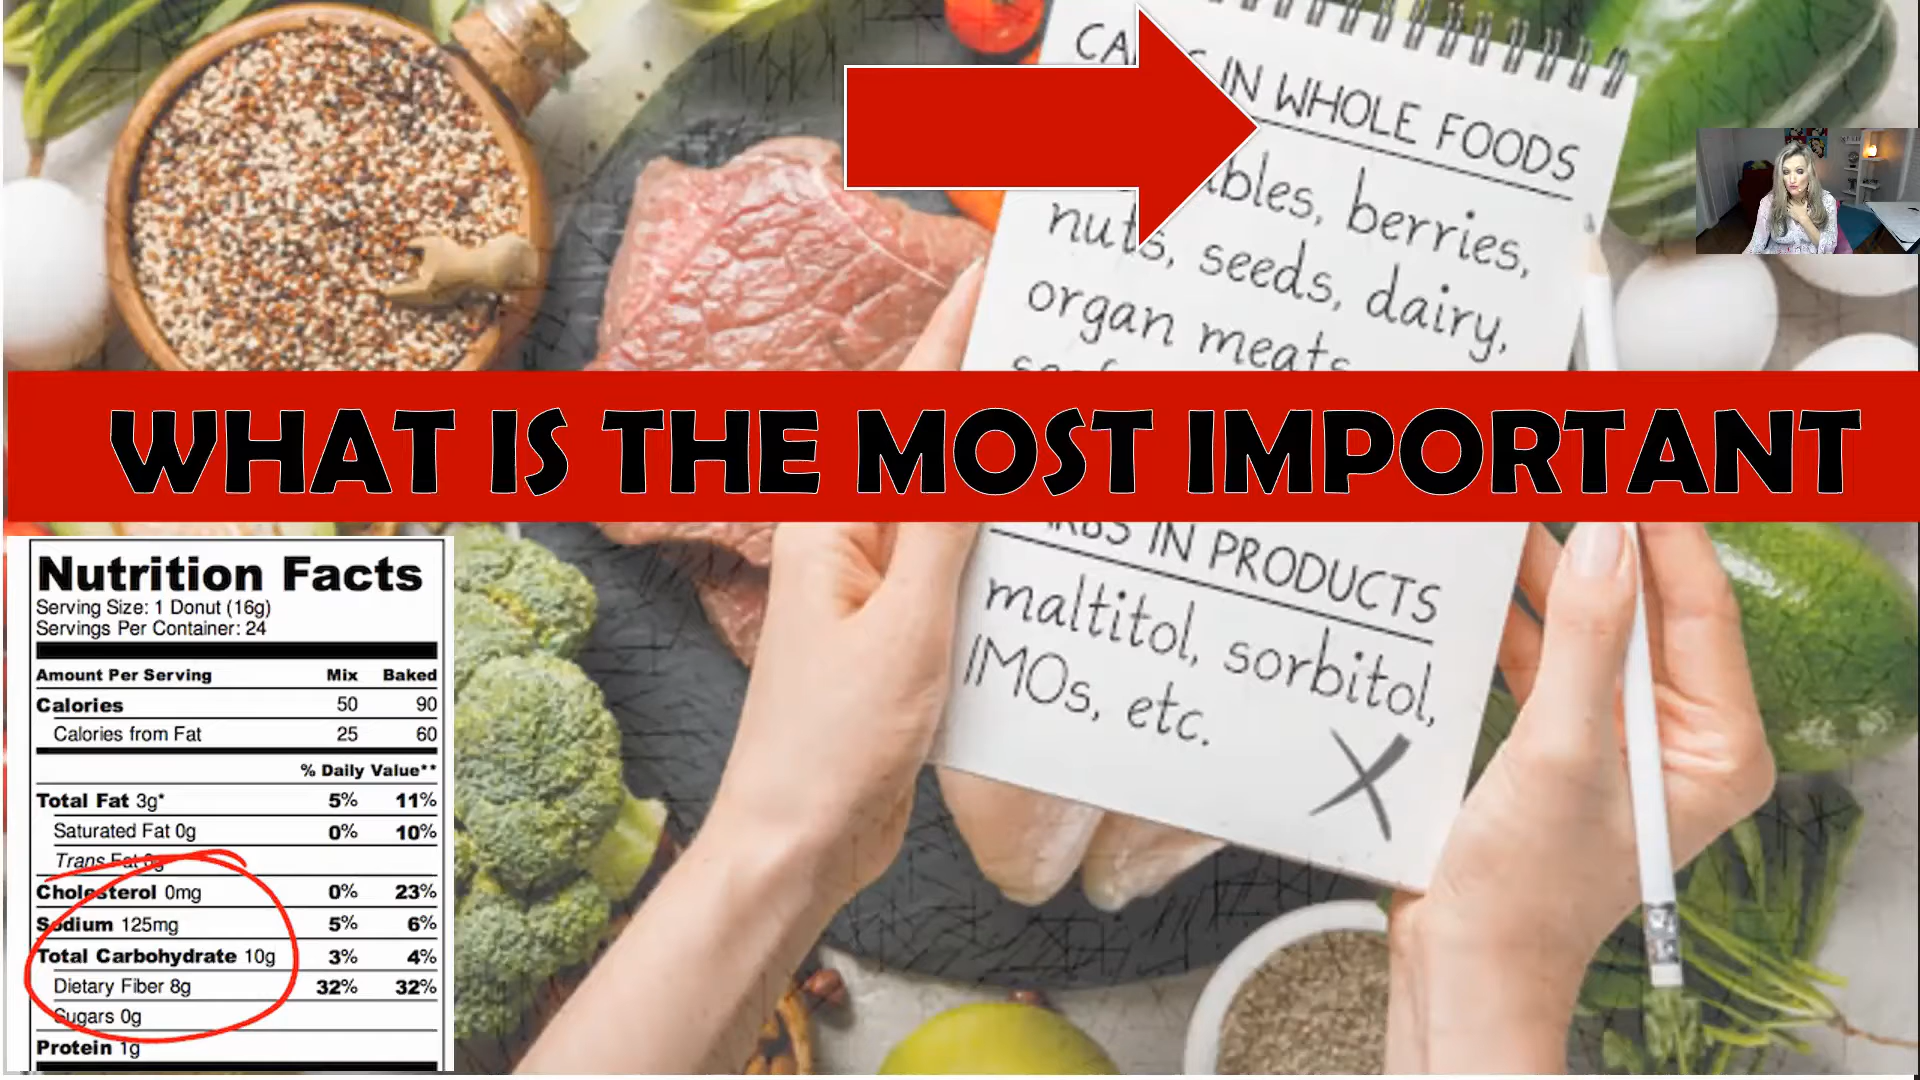 IN WHOLE FOODS
berries,
nuts, seeds, dairy,
organ meats
WHAT IS THE MOST IMPORTANT
IN PRODUCTS
maltitol, sorbitol,
IMOs, etc.
X
Nutrition Facts
Serving Size: 1 Donut (16g)
Servings Per Container: 24
Amount Per Serving Mix Baked
Calories 50 90
Calories from Fat 25 60
% Daily Value**
Total Fat 3g* 5% 11%
Saturated Fat 0g 0% 10%
Trans Fat 0g
Cholesterol 0mg 0% 23%
Sodium 125mg 5% 6%
Total Carbohydrate 10g 3% 4%
Dietary Fiber 8g 32% 32%
Sugars 0g
Protein 1g